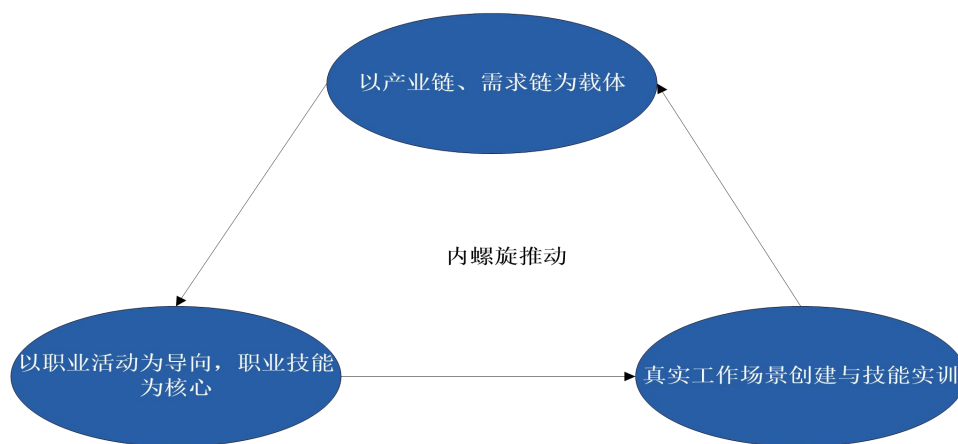 以产业链、需求链为载体
内螺旋推动
以职业活动为导向，职业技能
为核心
真实工作场景创建与技能实训